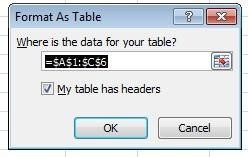 Format As Table
Where is the data for your table?
=$A$1:$C$6
My table has headers
OK Cancel